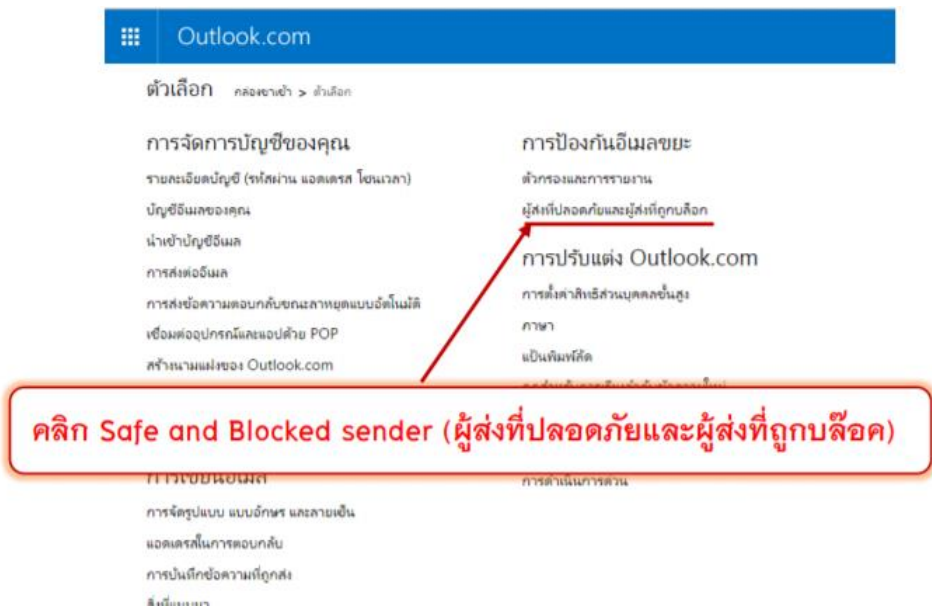 Outlook.com
ตัวเลือก กล่องขาเข้า > ตัวเลือก
การจัดการบัญชีของคุณ
รายละเอียดบัญชี (รหัสผ่าน แอดเดรส โซนเวลา)
บัญชีอีเมลของคุณ
นำเข้าบัญชีอีเมล
การส่งต่ออีเมล
การส่งข้อความตอบกลับขณะลาหยุดแบบอัตโนมัติ
เชื่อมต่ออุปกรณ์และแอปด้วย POP
สร้างนามแฝงของ Outlook.com
การป้องกันอีเมลขยะ
ตัวกรองและการรายงาน
ผู้ส่งที่ปลอดภัยและผู้ส่งที่ถูกบล็อก
การปรับแต่ง Outlook.com
การตั้งค่าสิทธิส่วนบุคคลขั้นสูง
ภาษา
แป้นพิมพ์ลัด
คลิก Safe and Blocked sender (ผู้ส่งที่ปลอดภัยและผู้ส่งที่ถูกบล๊อค)
การเขียนอีเมล
การจัดรูปแบบ แบบอักษร และลายเซ็น
แอดเดรสในการตอบกลับ
การบันทึกข้อความที่ถูกส่ง
การดำเนินการด่วน